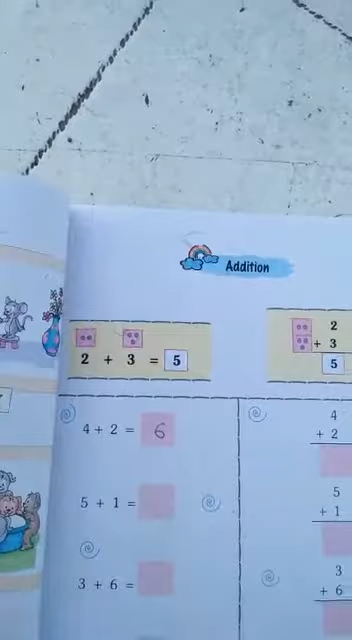 Addition
2 + 3 = 5
2
+ 3
5
4 + 2 = 6
5 + 1 =
3 + 6 =
4
+ 2
5
+ 1
3
+ 6